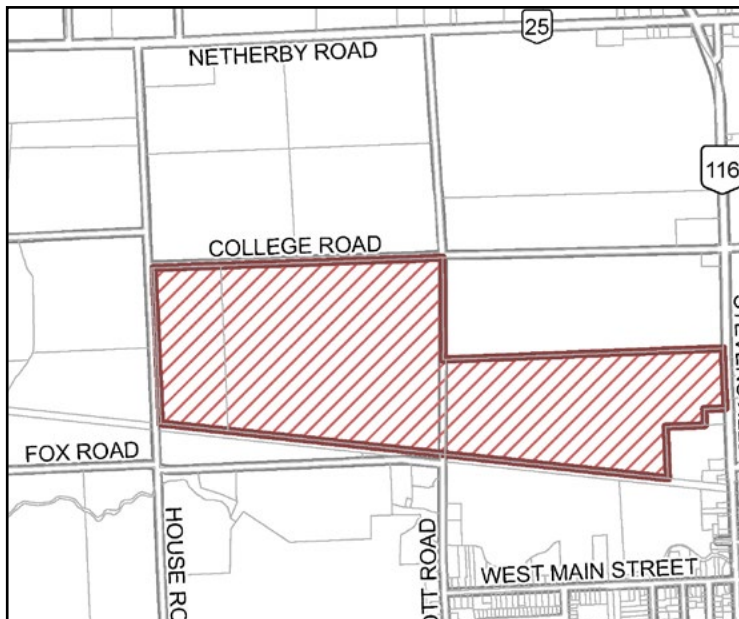 25
NETHERBY ROAD
116
COLLEGE ROAD
FOX ROAD
WEST MAIN STREET